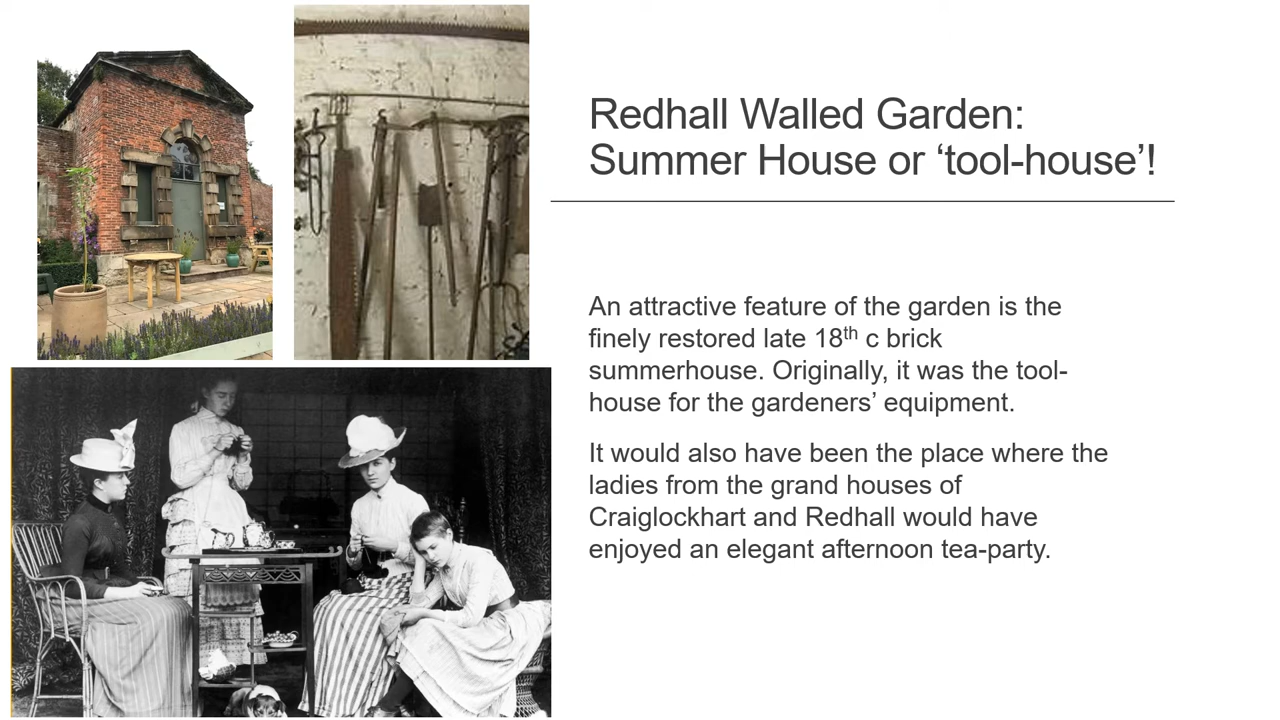 Redhall Walled Garden:
Summer House or ‘tool-house’!
An attractive feature of the garden is the
finely restored late 18th c brick
summerhouse. Originally, it was the tool-
house for the gardeners’ equipment.
It would also have been the place where the
ladies from the grand houses of
Craiglockhart and Redhall would have
enjoyed an elegant afternoon tea-party.